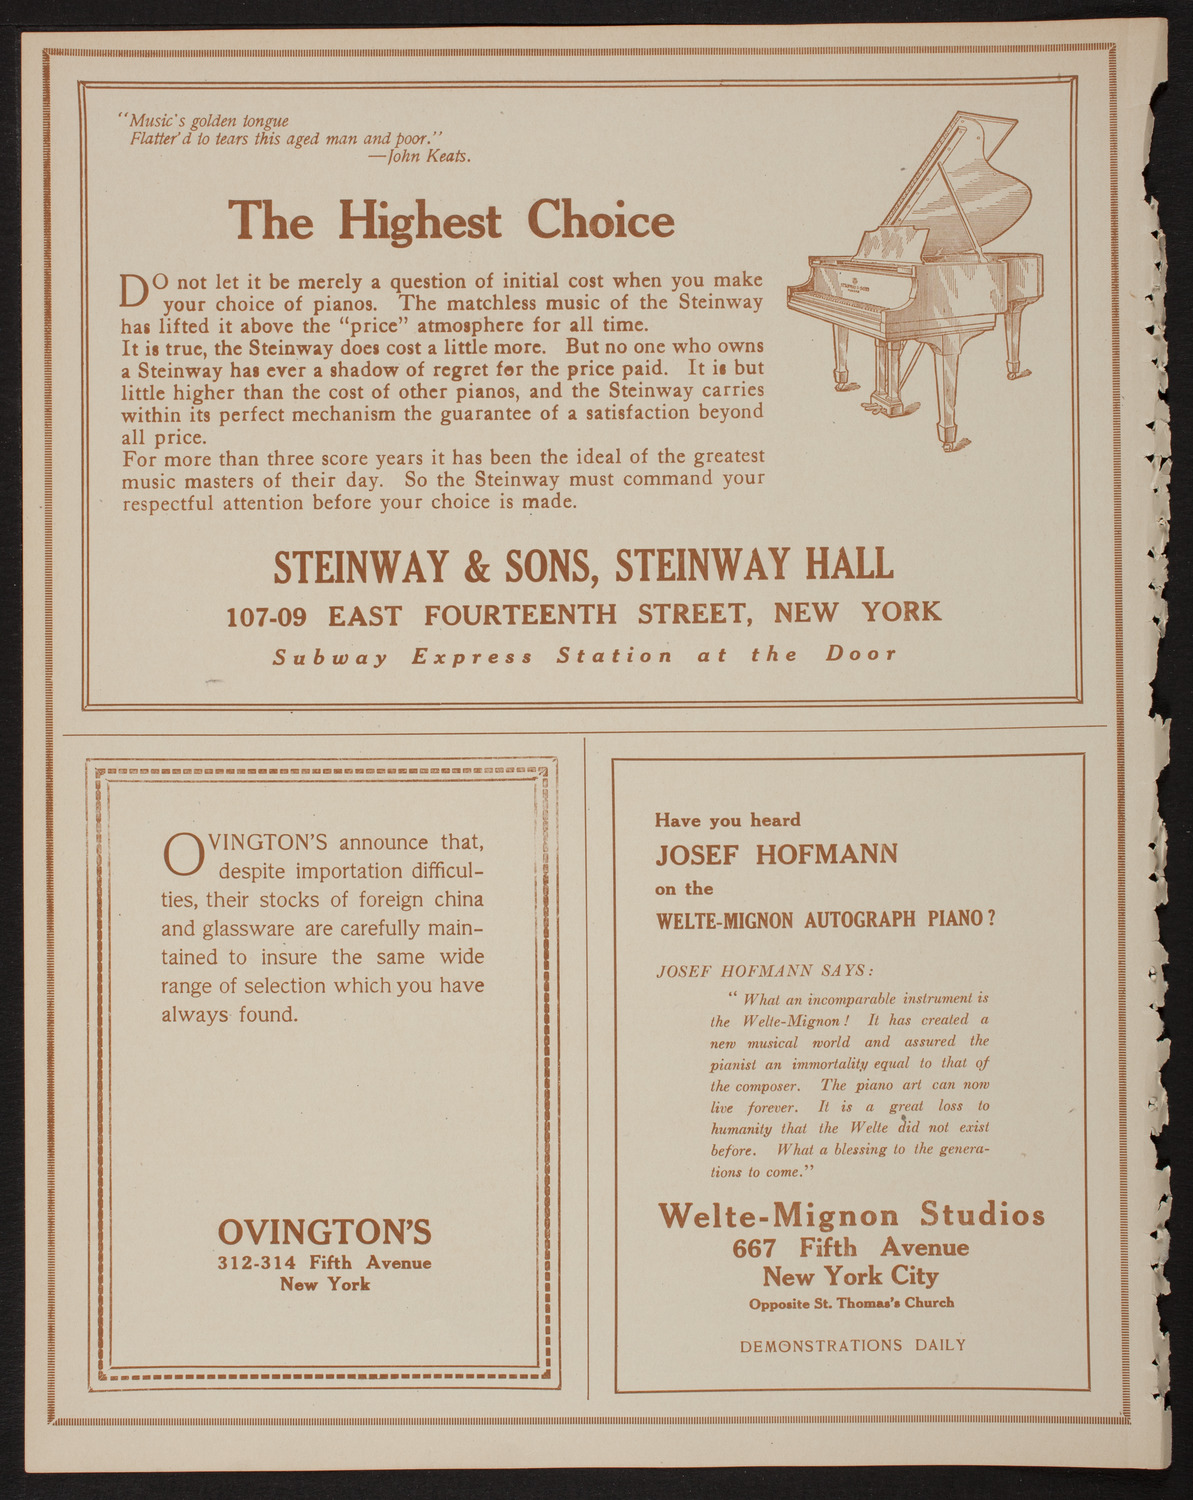 “Music's golden tongue
Flatter'd to tears this aged man and poor.”
—John Keats.
The Highest Choice
DO not let it be merely a question of initial cost when you make
your choice of pianos. The matchless music of the Steinway
has lifted it above the “price” atmosphere for all time.
It is true, the Steinway does cost a little more. But no one who owns
a Steinway has ever a shadow of regret for the price paid. It is but
little higher than the cost of other pianos, and the Steinway carries
within its perfect mechanism the guarantee of a satisfaction beyond
all price.
For more than three score years it has been the ideal of the greatest
music masters of their day. So the Steinway must command your
respectful attention before your choice is made.
STEINWAY & SONS, STEINWAY HALL
107-09 EAST FOURTEENTH STREET, NEW YORK
Subway Express Station at the Door
OVINGTON'S announce that,
despite importation difficul-
ties, their stocks of foreign china
and glassware are carefully main-
tained to insure the same wide
range of selection which you have
always found.
OVINGTON'S
312-314 Fifth Avenue
New York
Have you heard
JOSEF HOFMANN
on the
WELTE-MIGNON AUTOGRAPH PIANO?
JOSEF HOFMANN SAYS:
“What an incomparable instrument is
the Welte-Mignon! It has created a
new musical world and assured the
pianist an immortality equal to that of
the composer. The piano art can now
live forever. It is a great loss to
humanity that the Welte did not exist
before. What a blessing to the genera-
tions to come.”
Welte-Mignon Studios
667 Fifth Avenue
New York City
Opposite St. Thomas's Church
DEMONSTRATIONS DAILY